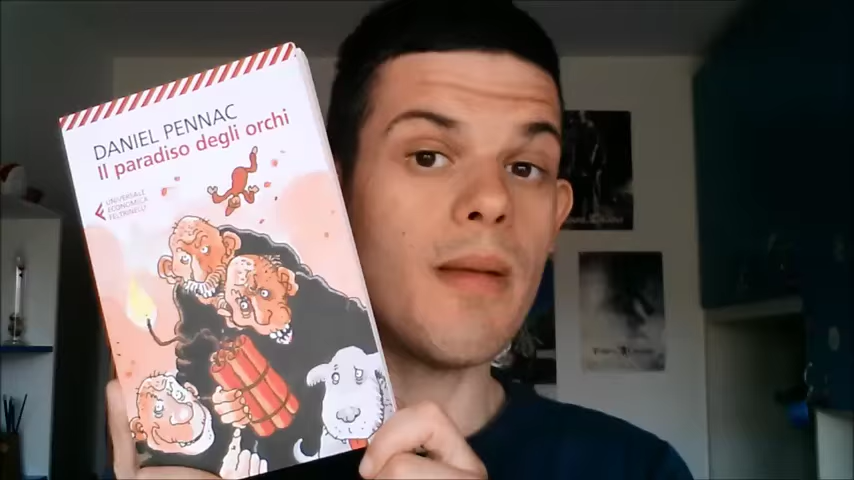 DANIEL PENNAC
Il paradiso degli orchi
UNIVERSALE
ECONOMICA
FELTRINELLI